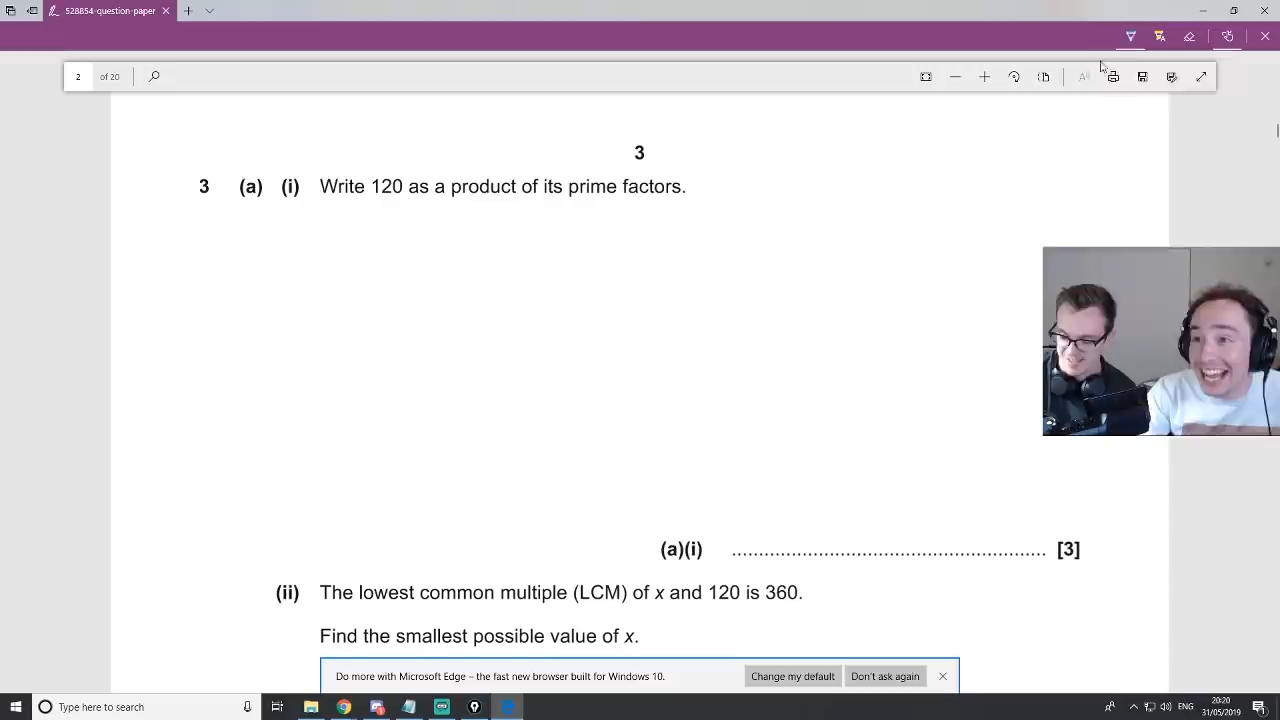 528854-question-paper
2 of 20
3
3 (a) (i) Write 120 as a product of its prime factors.
(a)(i) ........................................................... [3]
(ii) The lowest common multiple (LCM) of x and 120 is 360.
Find the smallest possible value of x.
Do more with Microsoft Edge – the fast new browser built for Windows 10. Change my default Don't ask again
Type here to search
ENG
20:20
31/05/2019